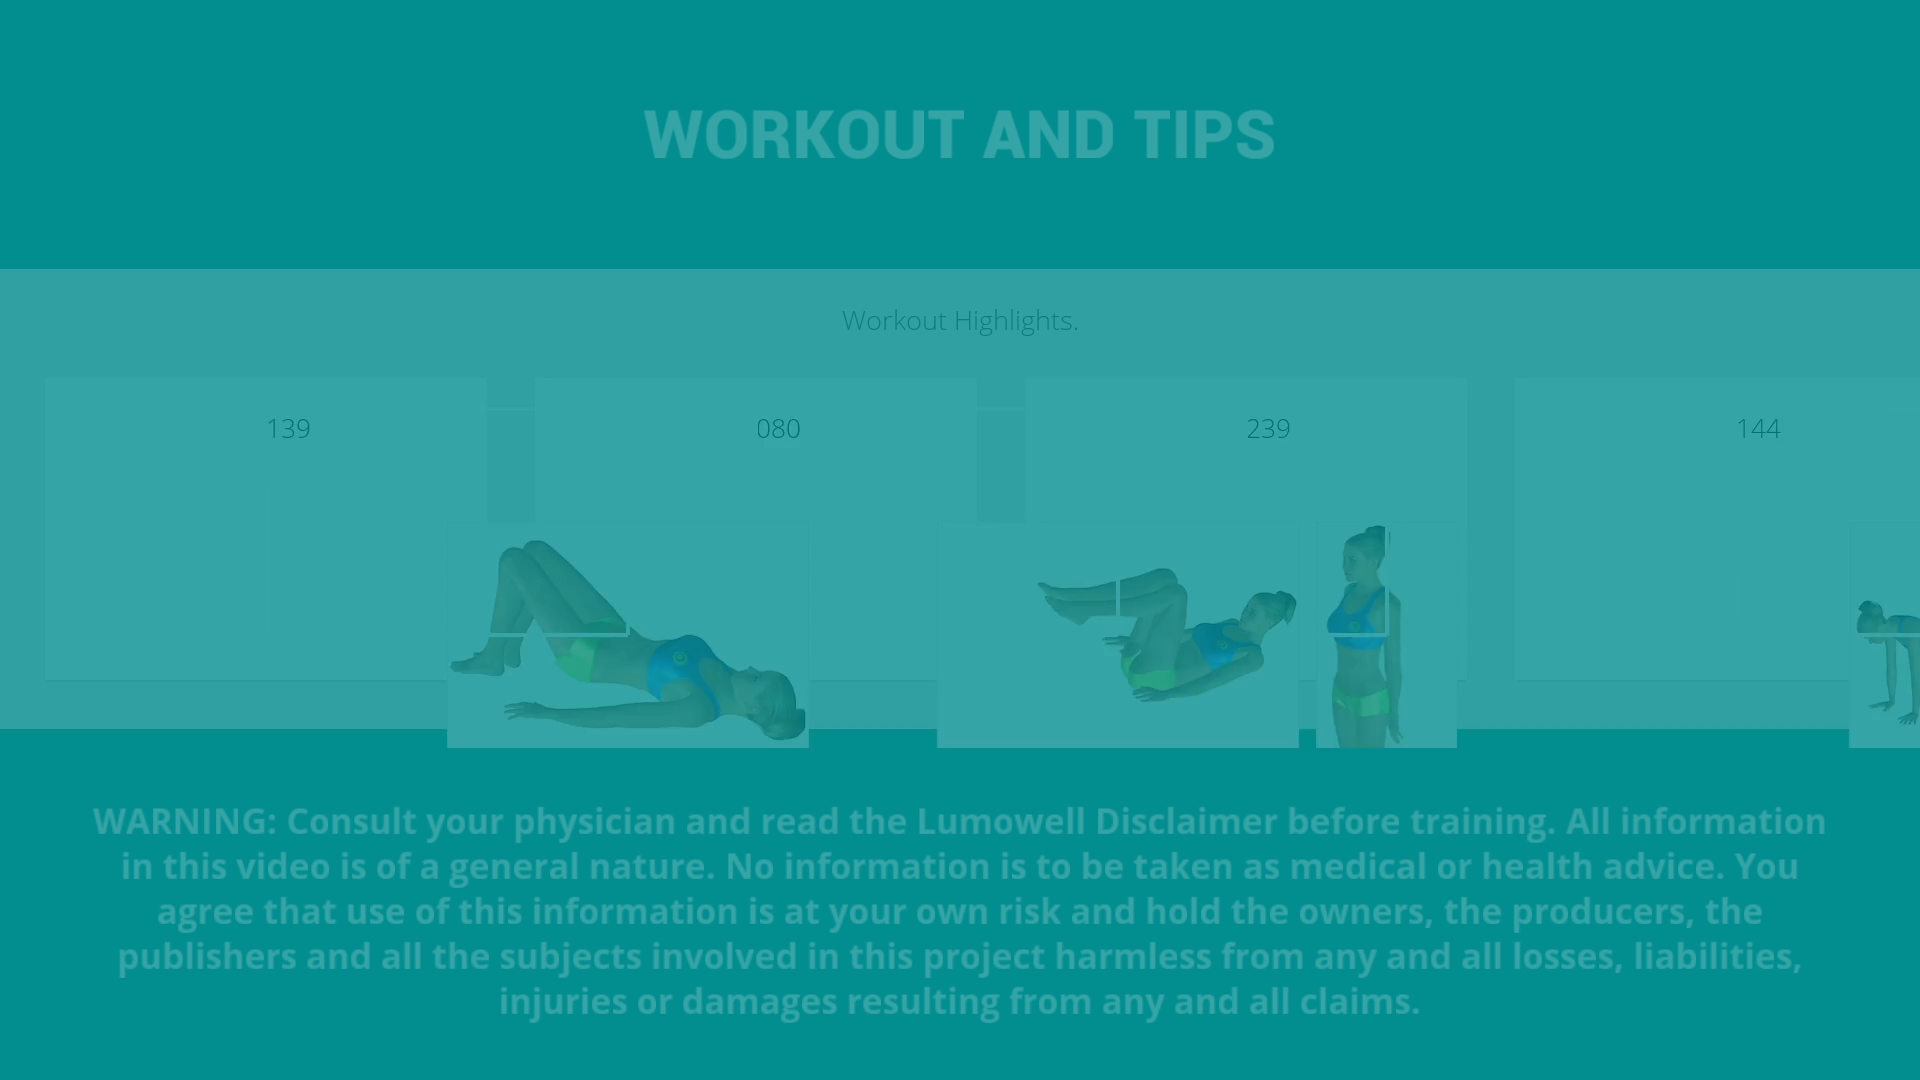 WORKOUT AND TIPS
Workout Highlights.
139
080
239
144
WARNING: Consult your physician and read the Lumowell Disclaimer before training. All information
in this video is of a general nature. No information is to be taken as medical or health advice. You
agree that use of this information is at your own risk and hold the owners, the producers, the
publishers and all the subjects involved in this project harmless from any and all losses, liabilities,
injuries or damages resulting from any and all claims.